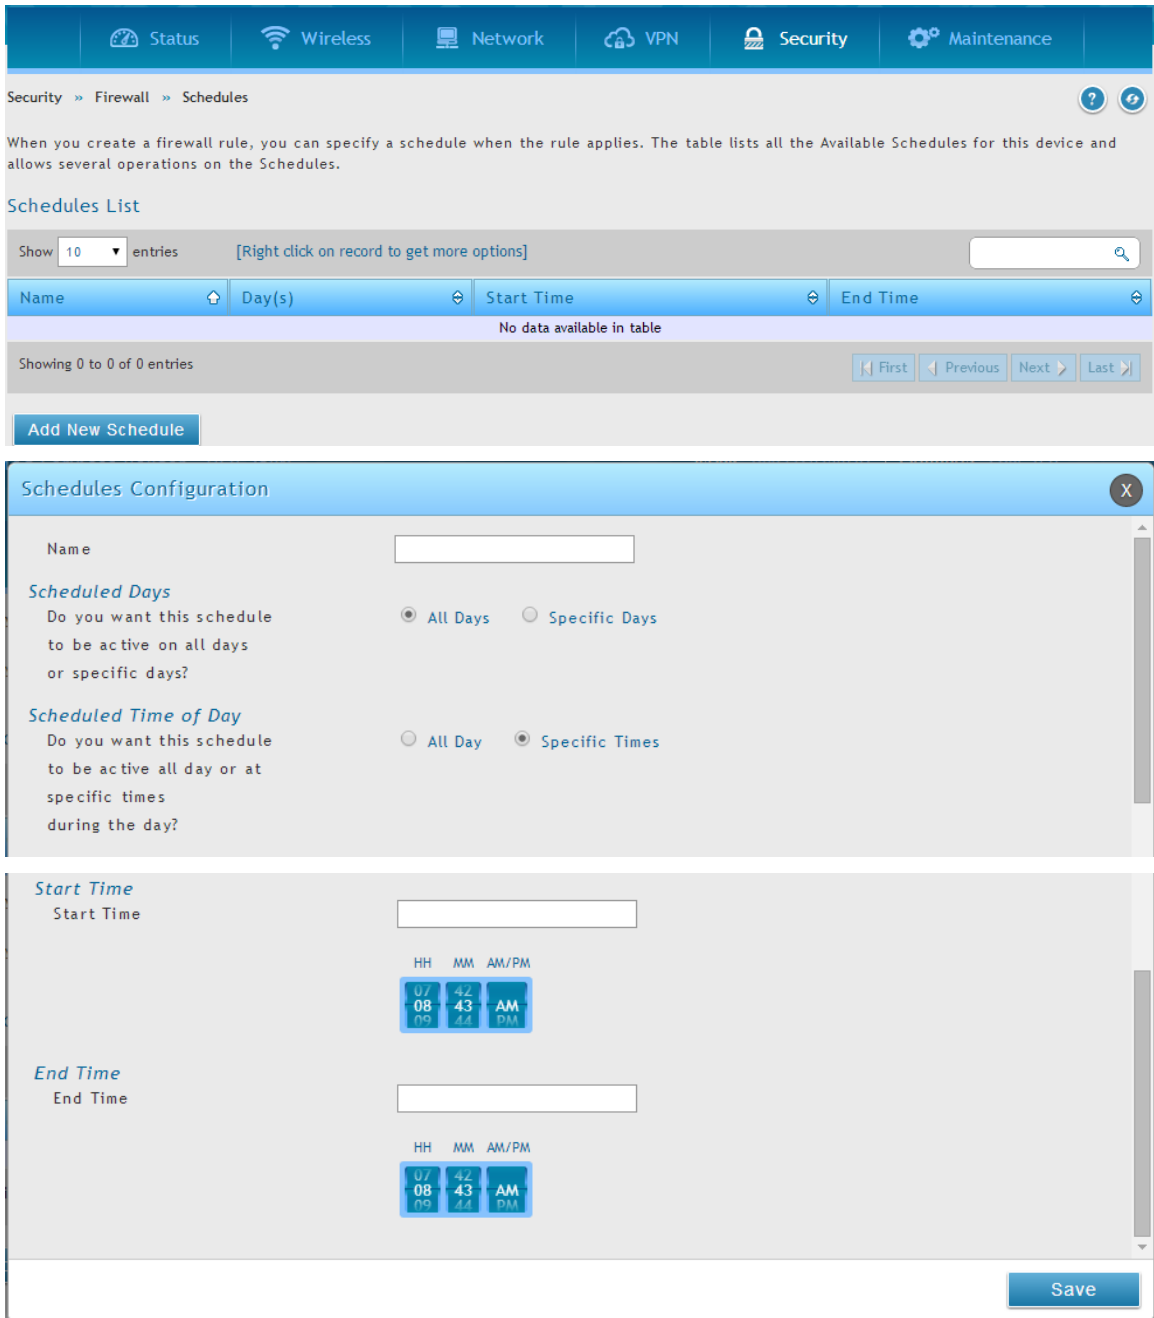 Status Wireless Network VPN Security Maintenance
Security » Firewall » Schedules
When you create a firewall rule, you can specify a schedule when the rule applies. The table lists all the Available Schedules for this device and
allows several operations on the Schedules.
Schedules List
Show 10 entries [Right click on record to get more options]
Name Day(s) Start Time End Time
No data available in table
Showing 0 to 0 of 0 entries First Previous Next Last
Add New Schedule
Schedules Configuration X
Name
Scheduled Days
Do you want this schedule All Days Specific Days
to be active on all days
or specific days?
Scheduled Time of Day
Do you want this schedule All Day Specific Times
to be active all day or at
specific times
during the day?
Start Time
Start Time
HH MM AM/PM
07 42
08 43 AM
09 44 PM
End Time
End Time
HH MM AM/PM
07 42
08 43 AM
09 44 PM
Save